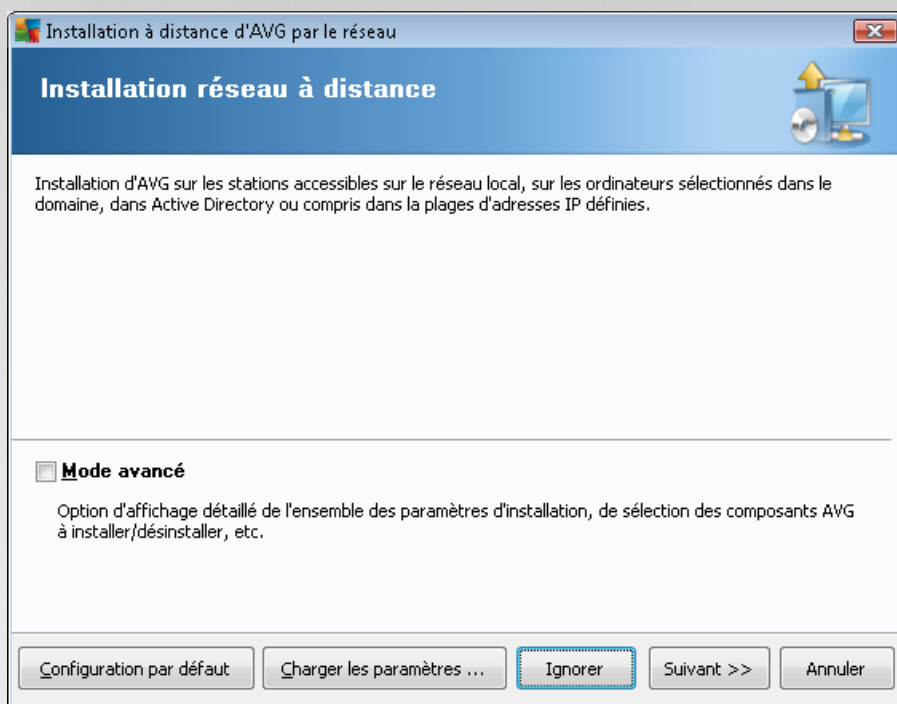 Installation à distance d'AVG par le réseau
Installation réseau à distance
Installation d'AVG sur les stations accessibles sur le réseau local, sur les ordinateurs sélectionnés dans le
domaine, dans Active Directory ou compris dans la plages d'adresses IP définies.
Mode avancé
Option d'affichage détaillé de l'ensemble des paramètres d'installation, de sélection des composants AVG
à installer/désinstaller, etc.
Configuration par défaut
Charger les paramètres ...
Ignorer
Suivant >>
Annuler